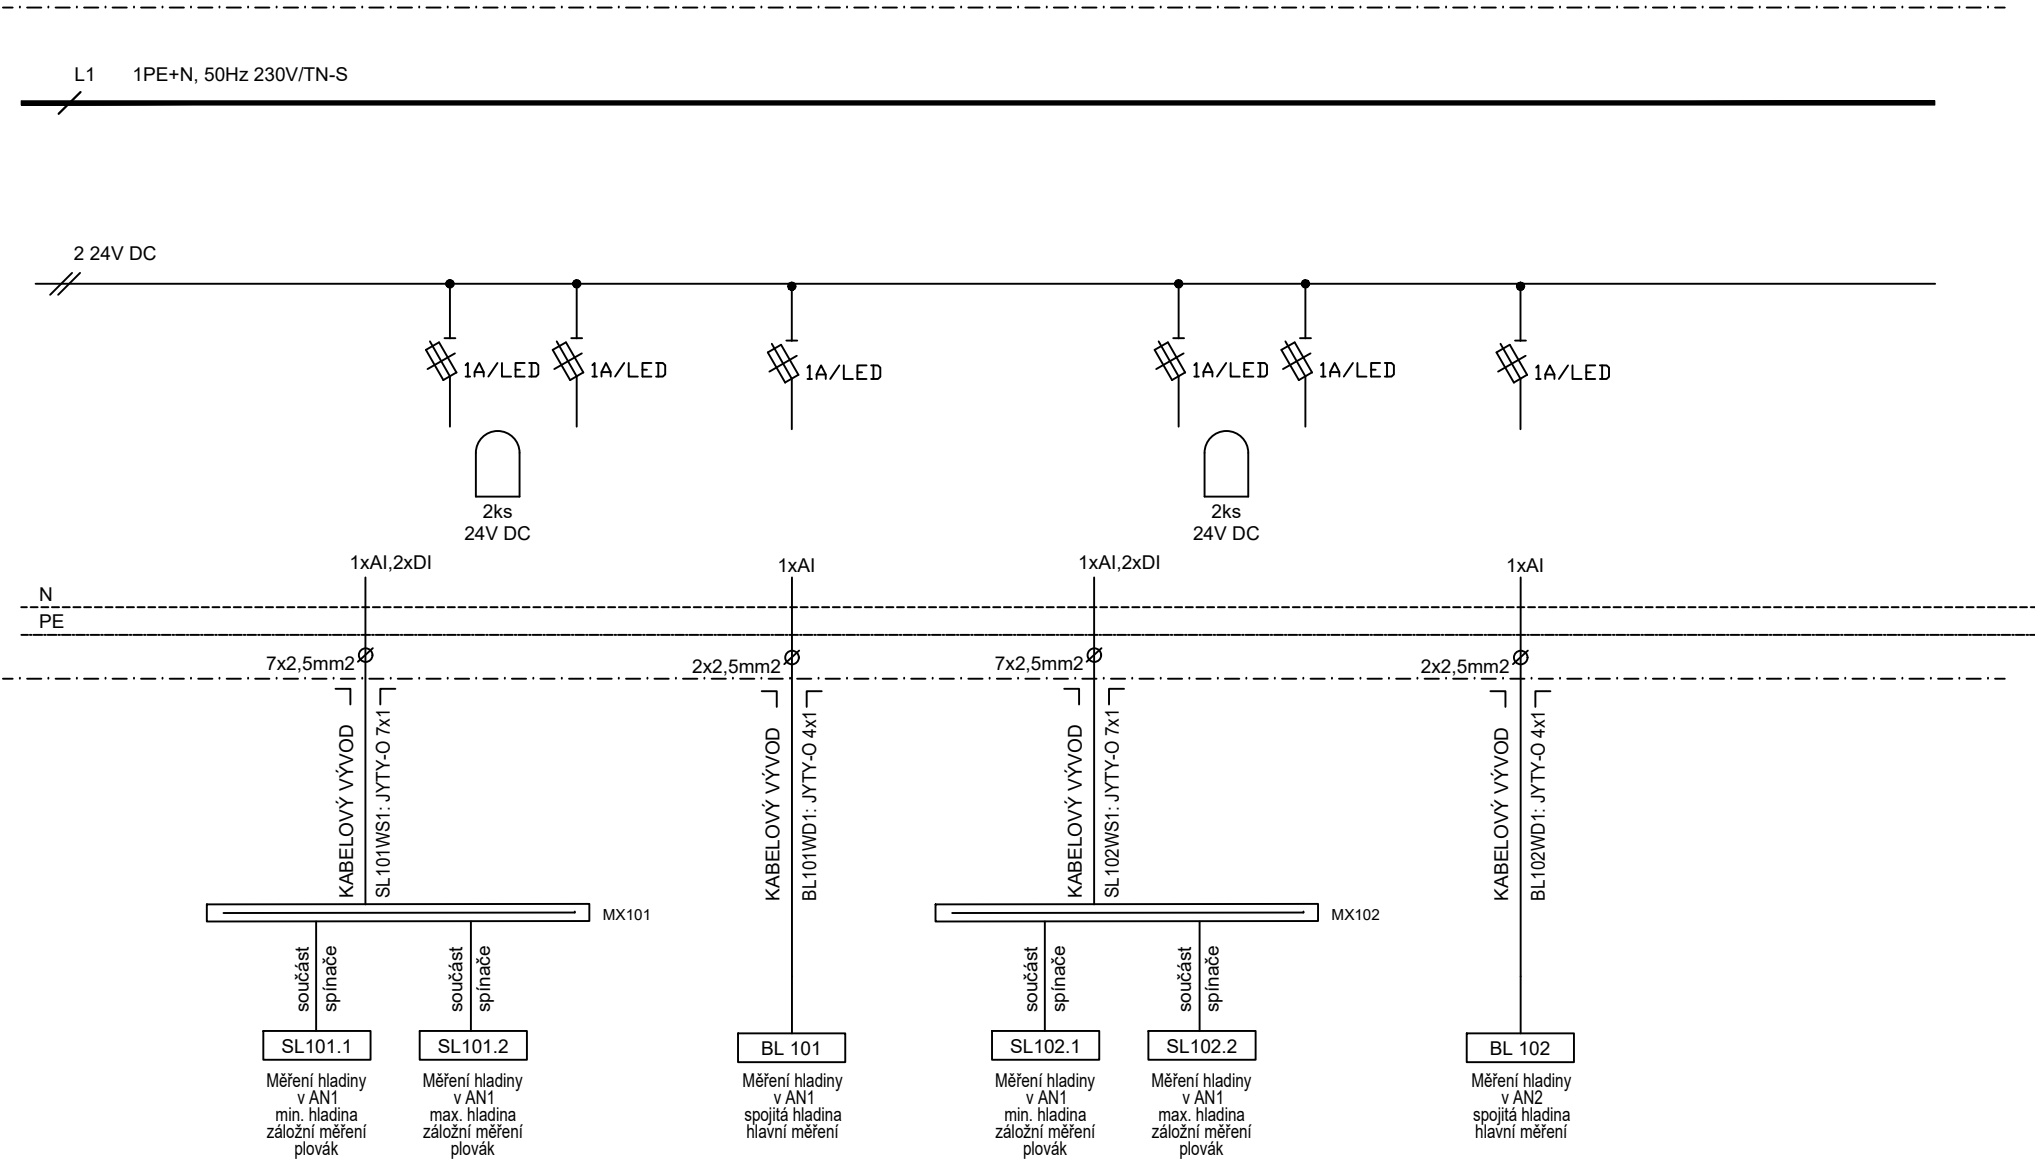 L1 1PE+N, 50Hz 230V/TN-S
2 24V DC
1A/LED 1A/LED 1A/LED 1A/LED 1A/LED 1A/LED
2ks
24V DC
2ks
24V DC
1xAI,2xDI 1xAI 1xAI,2xDI 1xAI
N
PE
7x2,5mm2 2x2,5mm2 7x2,5mm2 2x2,5mm2
KABELOVÝ VÝVOD
SL101WS1: JYTY-O 7x1
KABELOVÝ VÝVOD
BL101WD1: JYTY-O 4x1
KABELOVÝ VÝVOD
SL102WS1: JYTY-O 7x1
KABELOVÝ VÝVOD
BL102WD1: JYTY-O 4x1
MX101
MX102
součást
spínače
součást
spínače
součást
spínače
součást
spínače
SL101.1
Měření hladiny
v AN1
min. hladina
záložní měření
plovák
SL101.2
Měření hladiny
v AN1
max. hladina
záložní měření
plovák
BL 101
Měření hladiny
v AN1
spojitá hladina
hlavní měření
SL102.1
Měření hladiny
v AN1
min. hladina
záložní měření
plovák
SL102.2
Měření hladiny
v AN1
max. hladina
záložní měření
plovák
BL 102
Měření hladiny
v AN2
spojitá hladina
hlavní měření